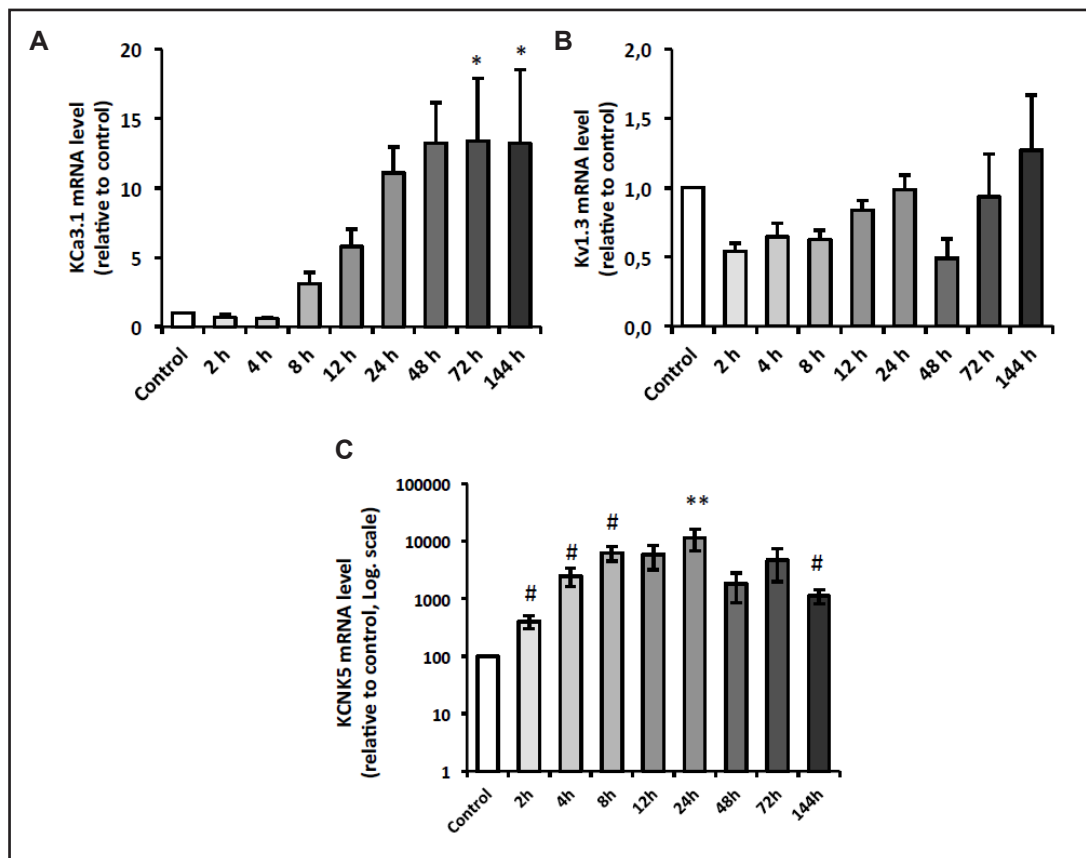 A
KCa3.1 mRNA level
(relative to control)
20
15
10
5
0
* *
Control 2 h 4 h 8 h 12 h 24 h 48 h 72 h 144 h
B
Kv1.3 mRNA level
(relative to control)
2,0
1,5
1,0
0,5
0,0
Control 2 h 4 h 8 h 12 h 24 h 48 h 72 h 144 h
C
KCNK5 mRNA level
(relative to control, Log. scale)
100000
10000
1000
100
10
1
# # # ** #
Control 2h 4h 8h 12h 24h 48h 72h 144h